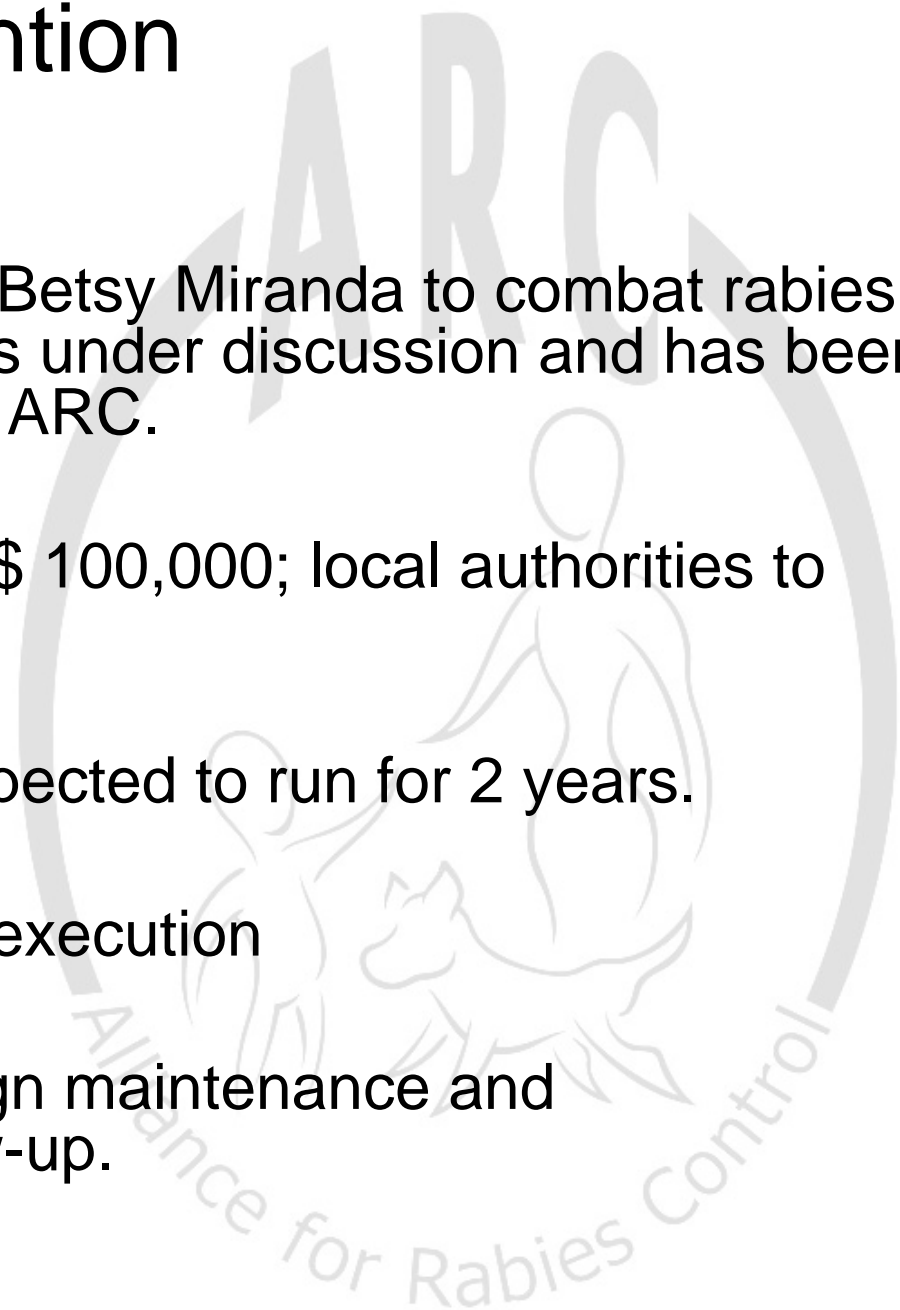 ntion
Betsy Miranda to combat rabies
s under discussion and has been
ARC.
$ 100,000; local authorities to
pected to run for 2 years.
execution
gn maintenance and
-up.
ARC
Alliance for Rabies Control